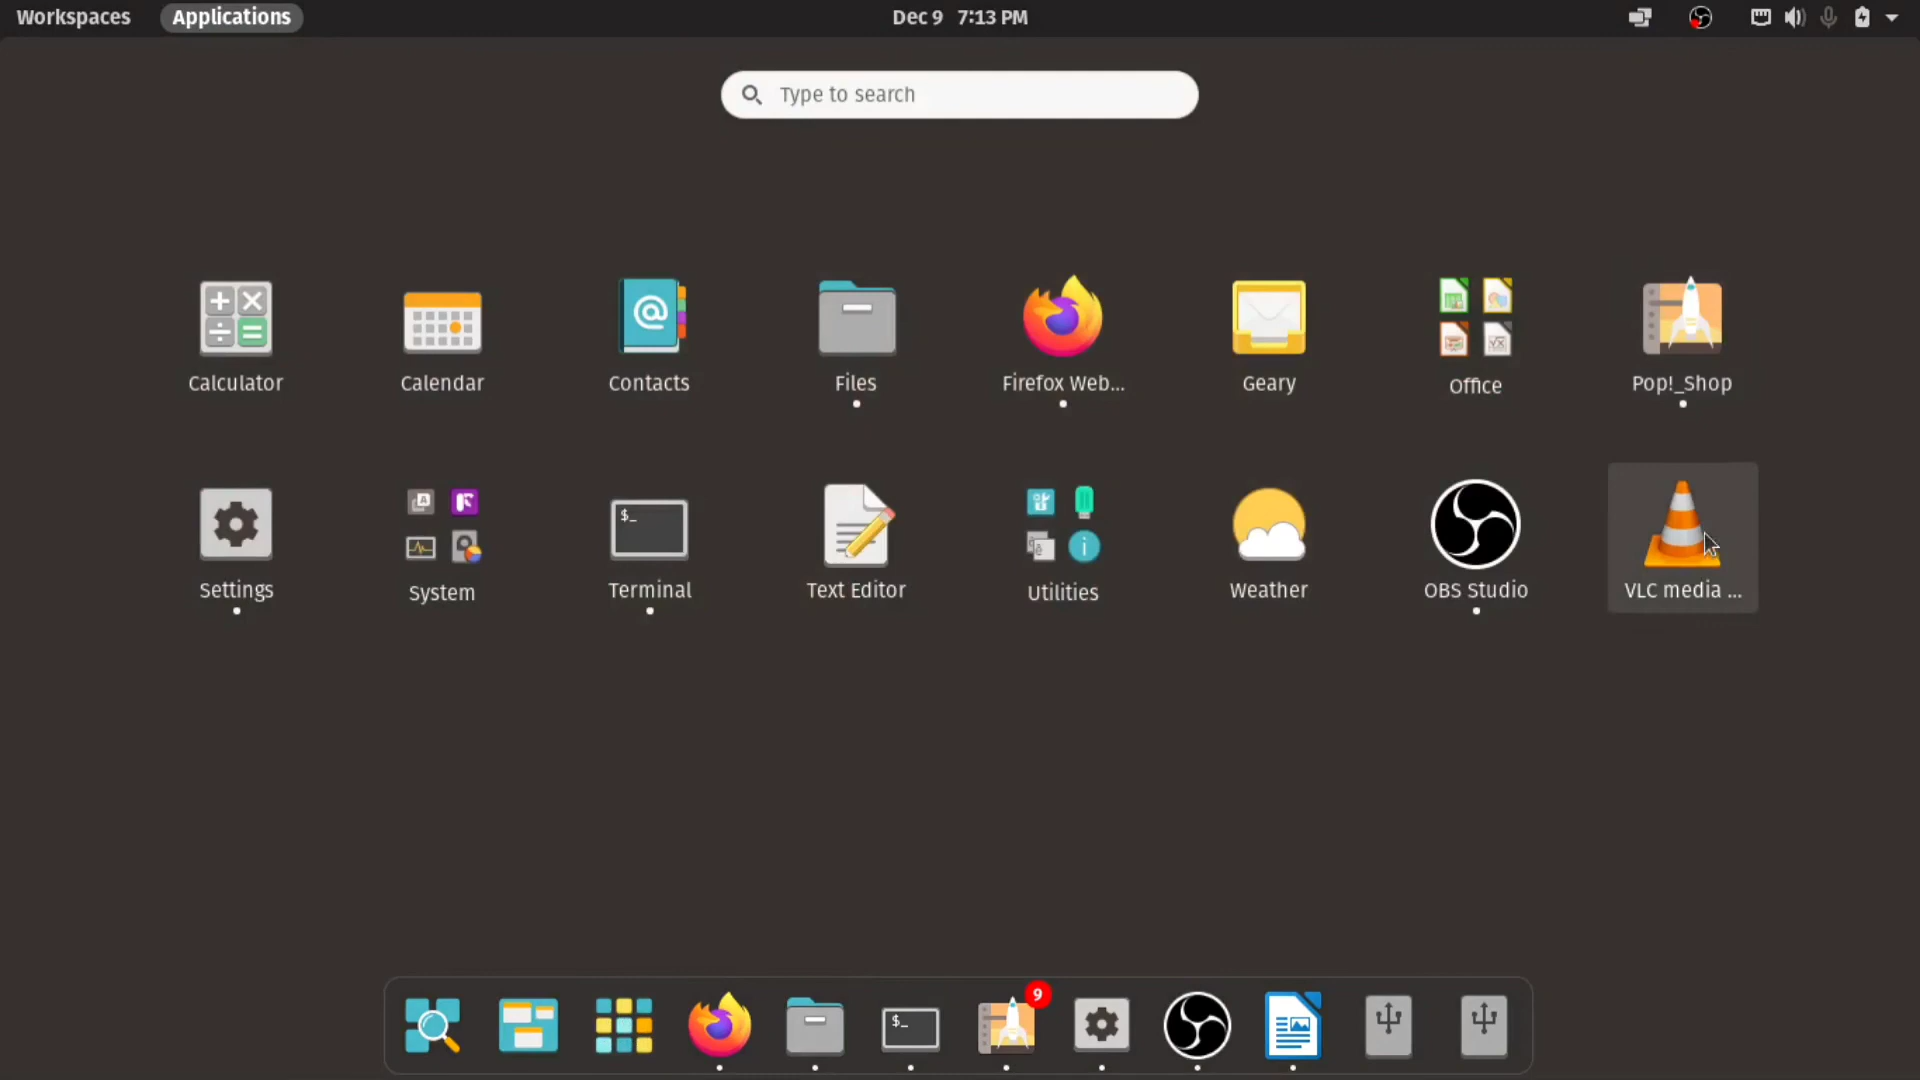 Workspaces Applications Dec 9 7:13 PM
Type to search
Calculator Calendar Contacts Files Firefox Web... Geary Office Pop!_Shop
$_
Settings System Terminal Text Editor Utilities Weather OBS Studio VLC media ...
9
$_